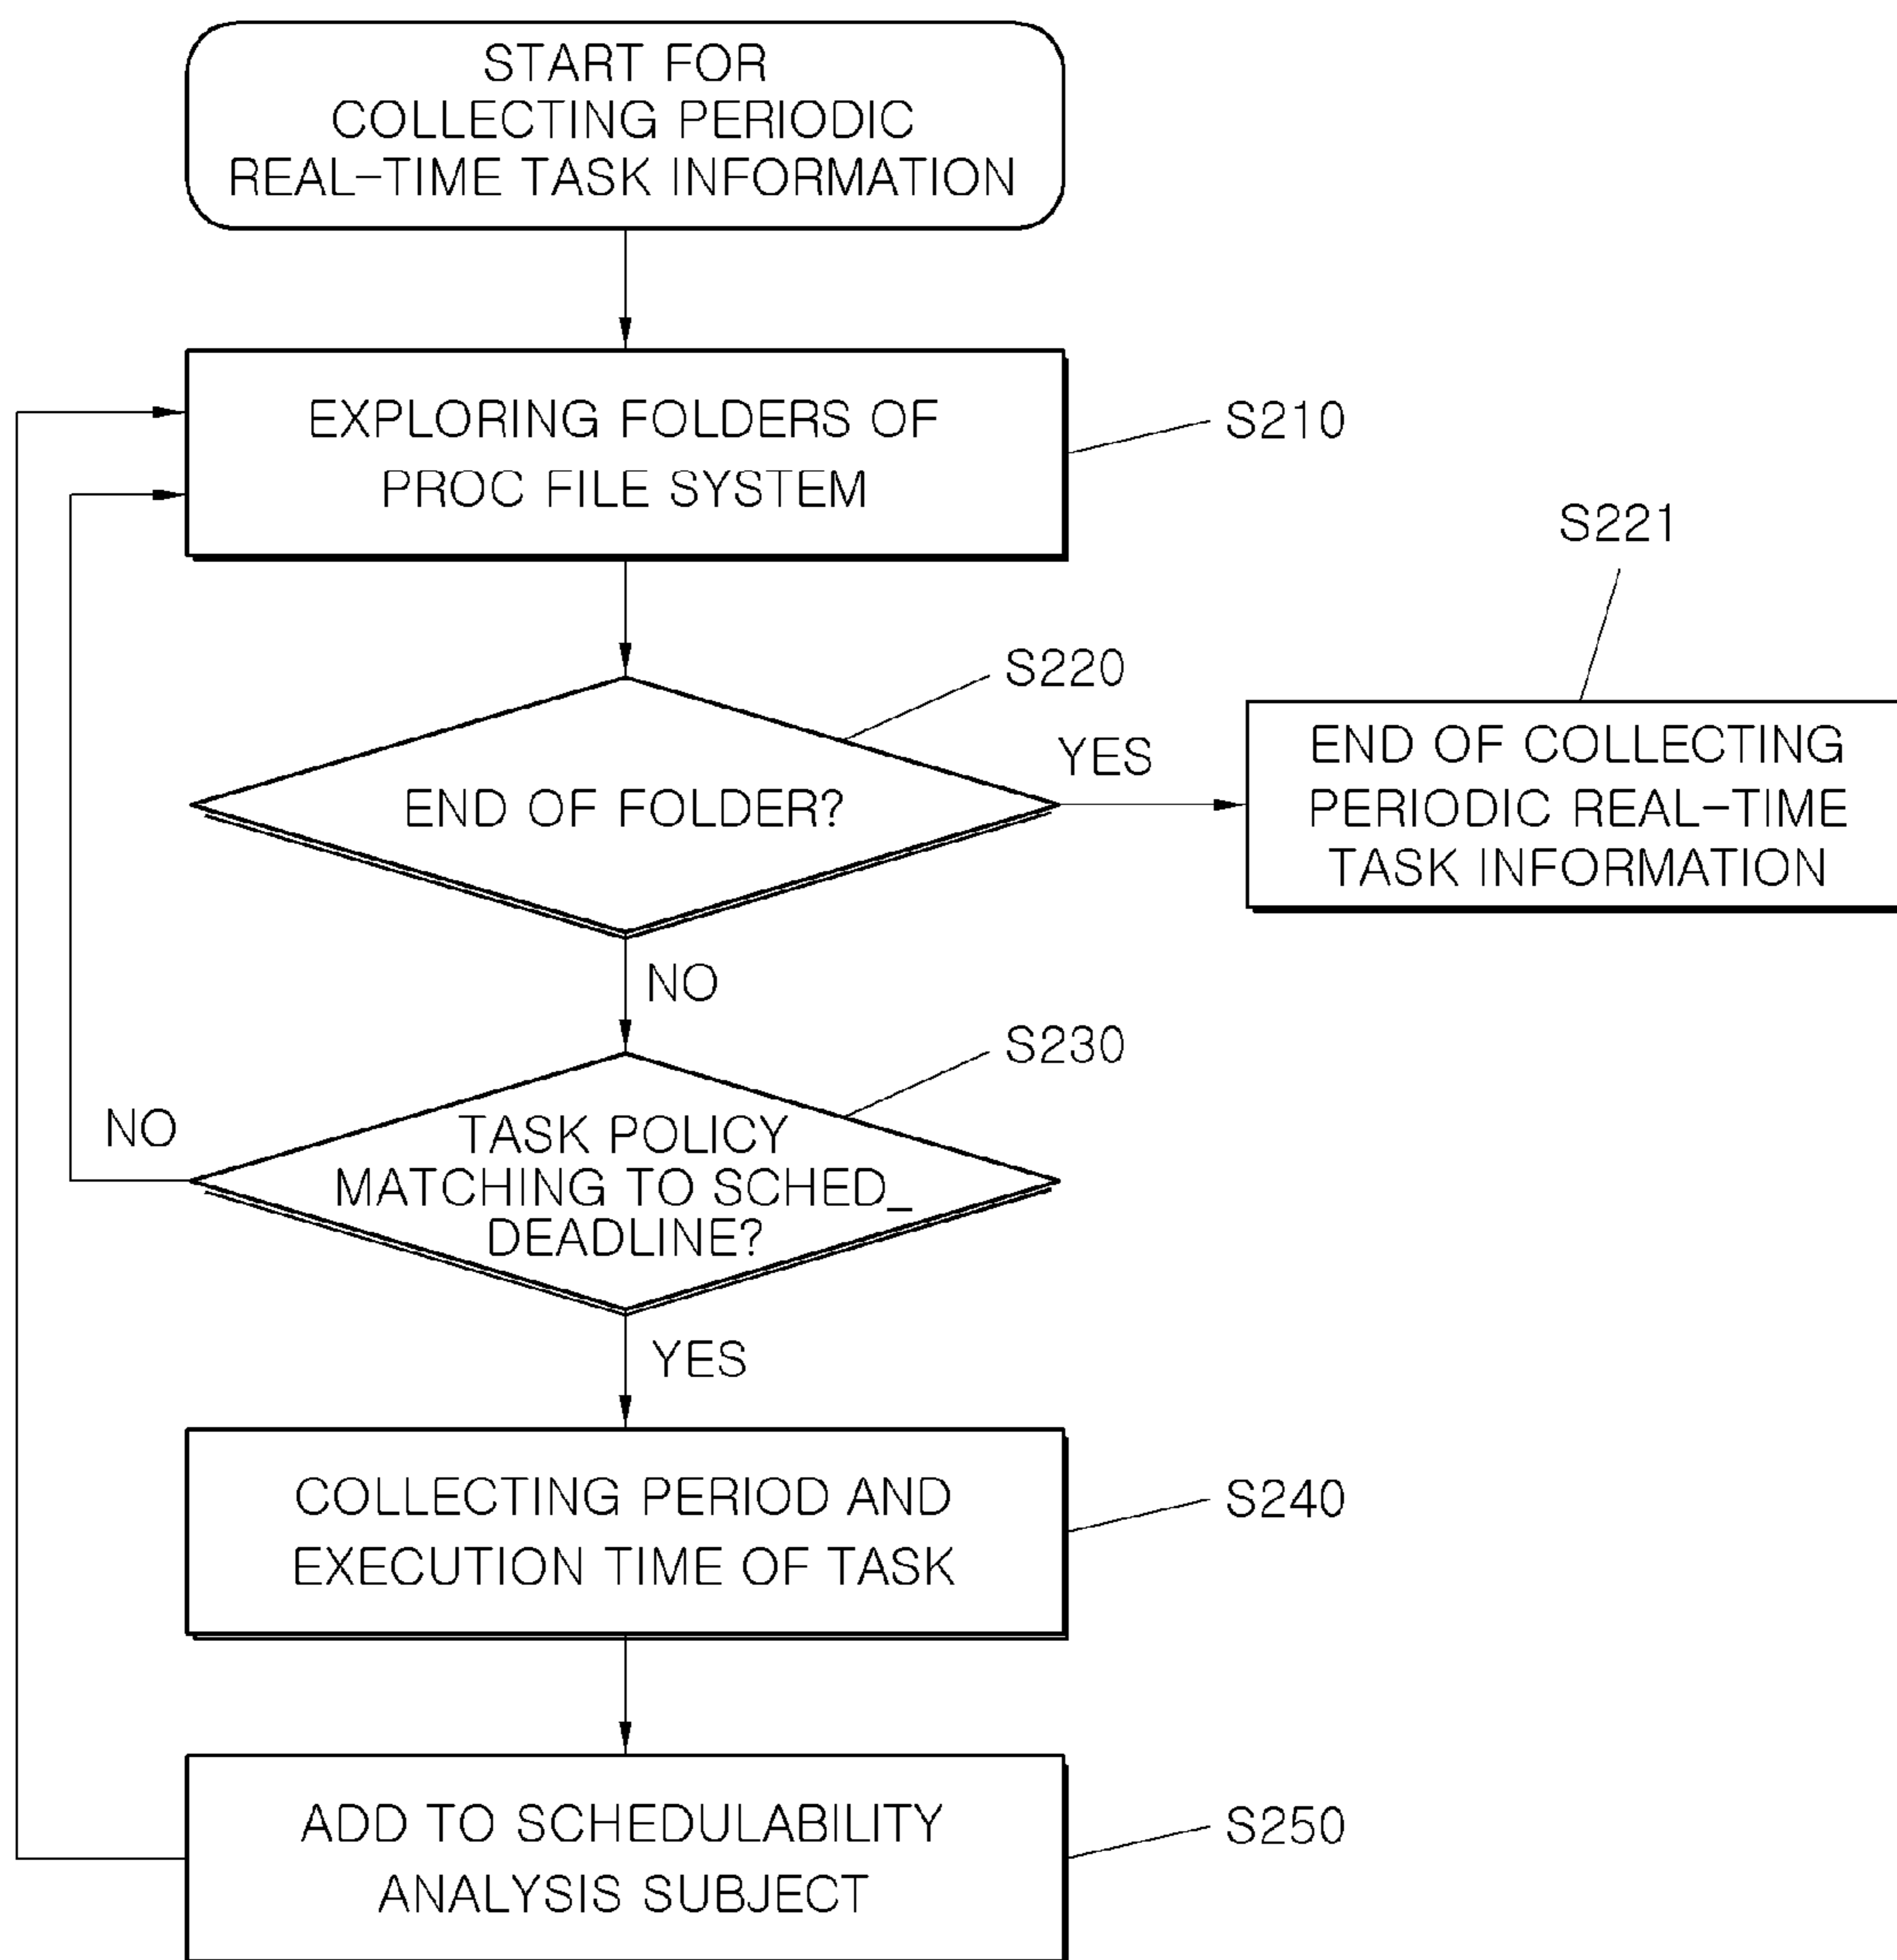 START FOR
COLLECTING PERIODIC
REAL-TIME TASK INFORMATION
EXPLORING FOLDERS OF
PROC FILE SYSTEM
S210
S221
S220
END OF FOLDER?
YES
END OF COLLECTING
PERIODIC REAL-TIME
TASK INFORMATION
NO
S230
TASK POLICY
MATCHING TO SCHED_
DEADLINE?
NO
YES
COLLECTING PERIOD AND
EXECUTION TIME OF TASK
S240
ADD TO SCHEDULABILITY
ANALYSIS SUBJECT
S250